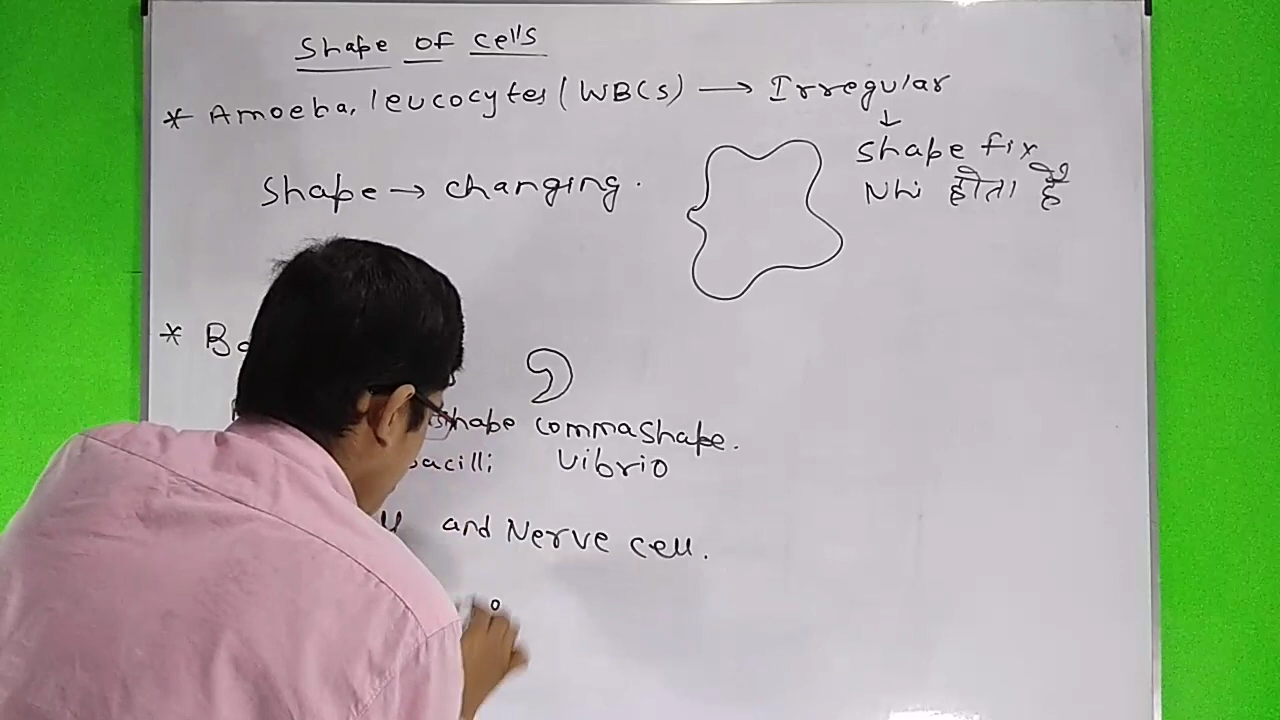 Shape of cells
* Amoeba, leucocytes (WBCs) → Irregular
↓
Shape fix
Nhi होता है
Shape → changing.
*
shape commashape.
bacilli Vibrio
and Nerve cell.